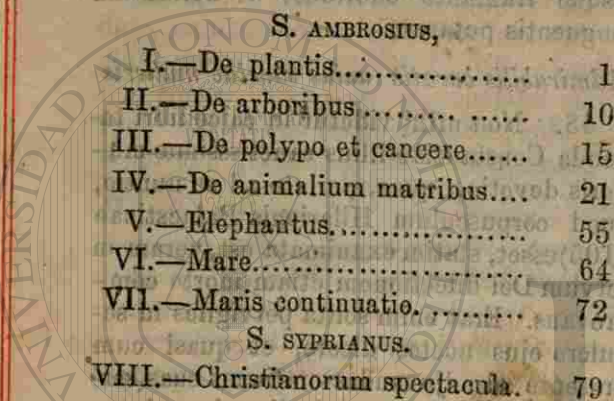 S. AMBROSIUS,
I.—De plantis.................. 1
II.—De arboribus......... ...... 10
III.—De polypo et cancere...... 15
IV.—De animalium matribus.... 21
V.—Elephantus.................. 55
VI.—Mare........................ 64
VII.—Maris continuatio. ......... 72
S. SYPRIANUS.
VIII.—Christianorum spectacula. 79